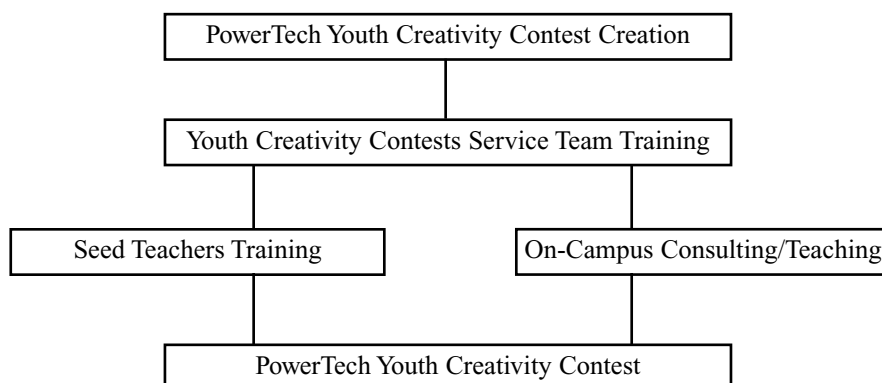 PowerTech Youth Creativity Contest Creation
Youth Creativity Contests Service Team Training
Seed Teachers Training
On-Campus Consulting/Teaching
PowerTech Youth Creativity Contest